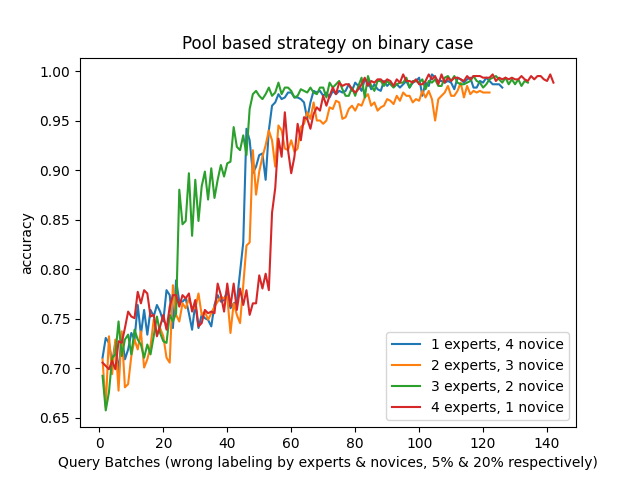 Pool based strategy on binary case
accuracy
1.00
0.95
0.90
0.85
0.80
0.75
0.70
0.65
1 experts, 4 novice
2 experts, 3 novice
3 experts, 2 novice
4 experts, 1 novice
0 20 40 60 80 100 120 140
Query Batches (wrong labeling by experts & novices, 5% & 20% respectively)